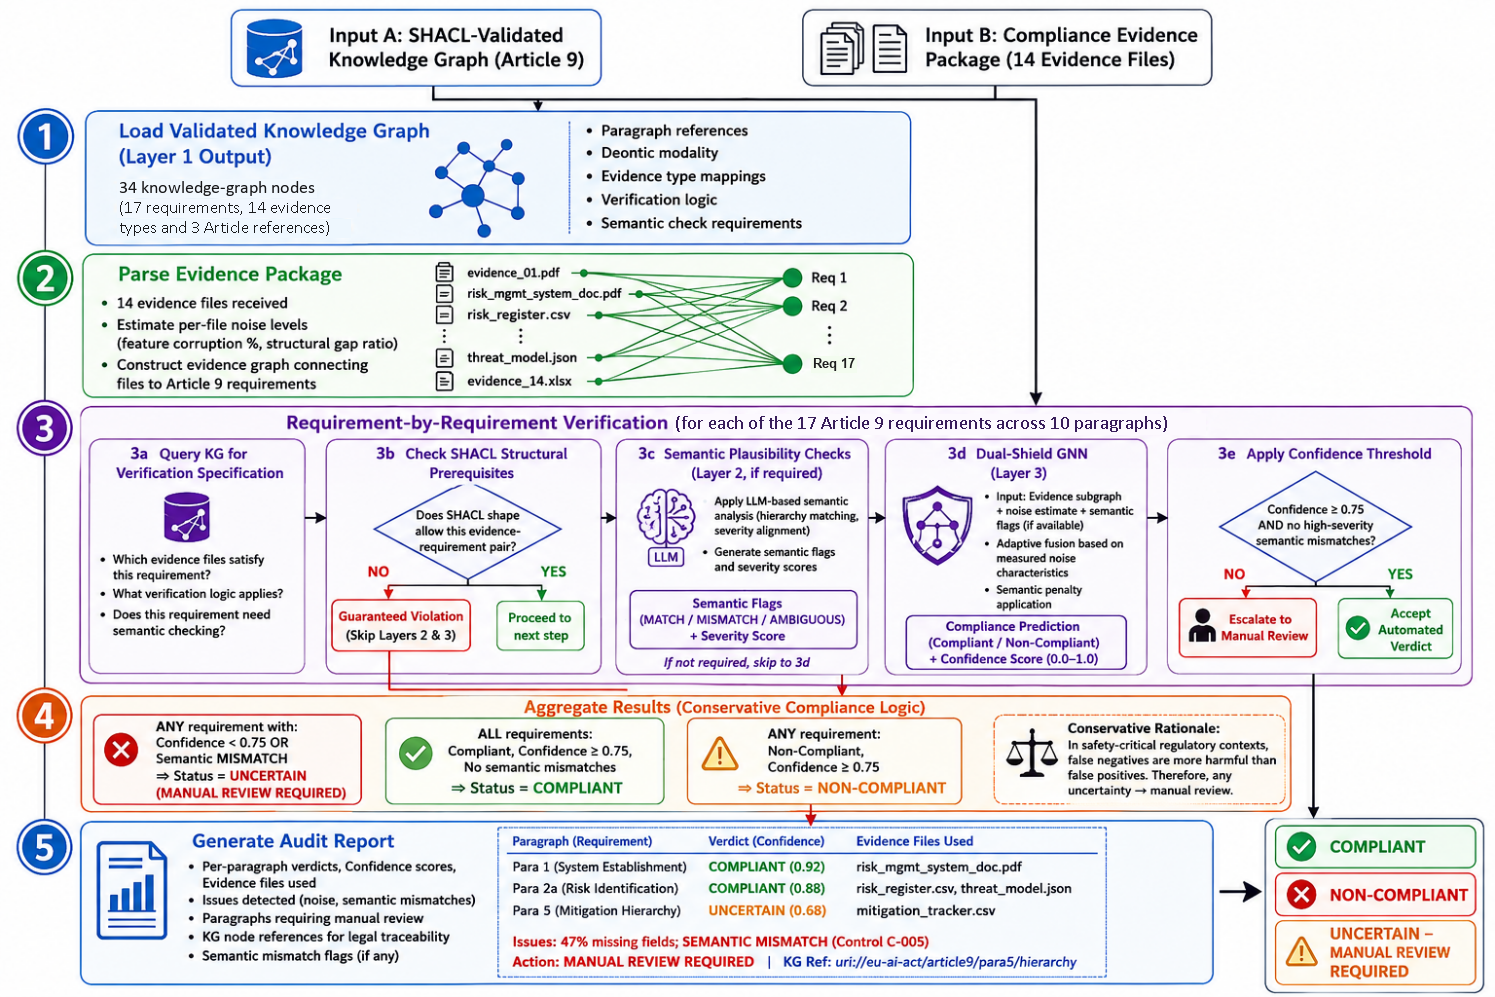 Input A: SHACL-Validated
Knowledge Graph (Article 9)
Input B: Compliance Evidence
Package (14 Evidence Files)
1
Load Validated Knowledge Graph
(Layer 1 Output)
34 knowledge-graph nodes
(17 requirements, 14 evidence
types and 3 Article references)
• Paragraph references
• Deontic modality
• Evidence type mappings
• Verification logic
• Semantic check requirements
2
Parse Evidence Package
• 14 evidence files received
• Estimate per-file noise levels
(feature corruption %, structural gap ratio)
• Construct evidence graph connecting
files to Article 9 requirements
evidence_01.pdf
risk_mgmt_system_doc.pdf
risk_register.csv
⋮
threat_model.json
evidence_14.xlsx
Req 1
Req 2
⋮
Req 17
3
Requirement-by-Requirement Verification (for each of the 17 Article 9 requirements across 10 paragraphs)
3a Query KG for
Verification Specification
• Which evidence files satisfy
this requirement?
• What verification logic applies?
• Does this requirement need
semantic checking?
3b Check SHACL Structural
Prerequisites
Does SHACL shape
allow this evidence-
requirement pair?
NO
YES
Guaranteed Violation
(Skip Layers 2 & 3)
Proceed to
next step
3c Semantic Plausibility Checks
(Layer 2, if required)
LLM
Apply LLM-based semantic
analysis (hierarchy matching,
severity alignment)
• Generate semantic flags
and severity scores
Semantic Flags
(MATCH / MISMATCH / AMBIGUOUS)
+ Severity Score
If not required, skip to 3d
3d Dual-Shield GNN
(Layer 3)
• Input: Evidence subgraph
+ noise estimate + semantic
flags (if available)
• Adaptive fusion based on
measured noise
characteristics
• Semantic penalty
application
Compliance Prediction
(Compliant / Non-Compliant)
+ Confidence Score (0.0–1.0)
3e Apply Confidence Threshold
Confidence ≥ 0.75
AND no high-severity
semantic mismatches?
NO
YES
Escalate to
Manual Review
Accept
Automated
Verdict
4
Aggregate Results (Conservative Compliance Logic)
ANY requirement with:
Confidence < 0.75 OR
Semantic MISMATCH
⇒ Status = UNCERTAIN
(MANUAL REVIEW REQUIRED)
ALL requirements:
Compliant, Confidence ≥ 0.75,
No semantic mismatches
⇒ Status = COMPLIANT
ANY requirement:
Non-Compliant,
Confidence ≥ 0.75
⇒ Status = NON-COMPLIANT
Conservative Rationale:
In safety-critical regulatory contexts,
false negatives are more harmful than
false positives. Therefore, any
uncertainty → manual review.
5
Generate Audit Report
• Per-paragraph verdicts, Confidence scores,
Evidence files used
• Issues detected (noise, semantic mismatches)
• Paragraphs requiring manual review
• KG node references for legal traceability
• Semantic mismatch flags (if any)
Paragraph (Requirement) Verdict (Confidence) Evidence Files Used
Para 1 (System Establishment) COMPLIANT (0.92) risk_mgmt_system_doc.pdf
Para 2a (Risk Identification) COMPLIANT (0.88) risk_register.csv, threat_model.json
Para 5 (Mitigation Hierarchy) UNCERTAIN (0.68) mitigation_tracker.csv
Issues: 47% missing fields; SEMANTIC MISMATCH (Control C-005)
Action: MANUAL REVIEW REQUIRED | KG Ref: uri://eu-ai-act/article9/para5/hierarchy
COMPLIANT
NON-COMPLIANT
UNCERTAIN –
MANUAL REVIEW
REQUIRED